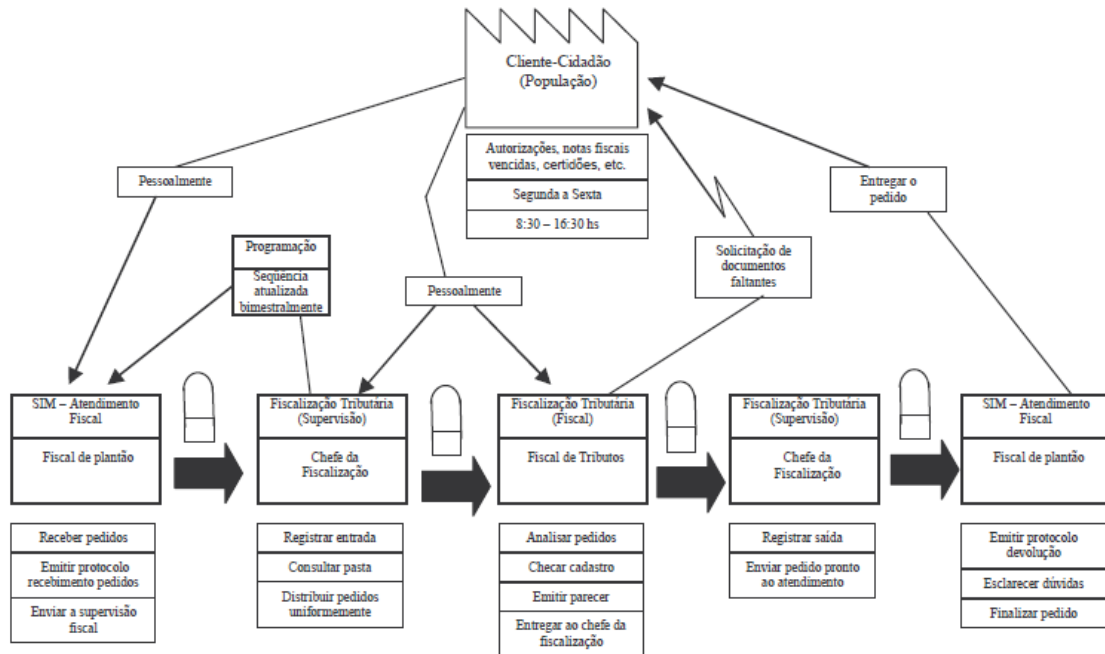 Cliente-Cidadão
(População)
Autorizações, notas fiscais
vencidas, certidões, etc.
Segunda a Sexta
8:30 – 16:30 hs
Pessoalmente
Entregar o
pedido
Programação
Seqüência
atualizada
bimestralmente
Pessoalmente
Solicitação de
documentos
faltantes
SIM – Atendimento
Fiscal
Fiscal de plantão
Receber pedidos
Emitir protocolo
recebimento pedidos
Enviar a supervisão
fiscal
Fiscalização Tributária
(Supervisão)
Chefe da
Fiscalização
Registrar entrada
Consultar pasta
Distribuir pedidos
uniformemente
Fiscalização Tributária
(Fiscal)
Fiscal de Tributos
Analisar pedidos
Checar cadastro
Emitir parecer
Entregar ao chefe da
fiscalização
Fiscalização Tributária
(Supervisão)
Chefe da
Fiscalização
Registrar saída
Enviar pedido pronto
ao atendimento
SIM – Atendimento
Fiscal
Fiscal de plantão
Emitir protocolo
devolução
Esclarecer dúvidas
Finalizar pedido